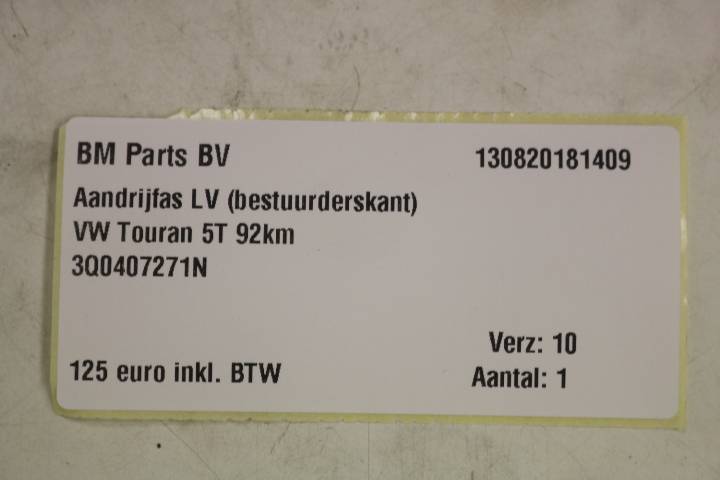 BM Parts BV 130820181409
Aandrijfas LV (bestuurderskant)
VW Touran 5T 92km
3Q0407271N
Verz: 10
125 euro inkl. BTW Aantal: 1